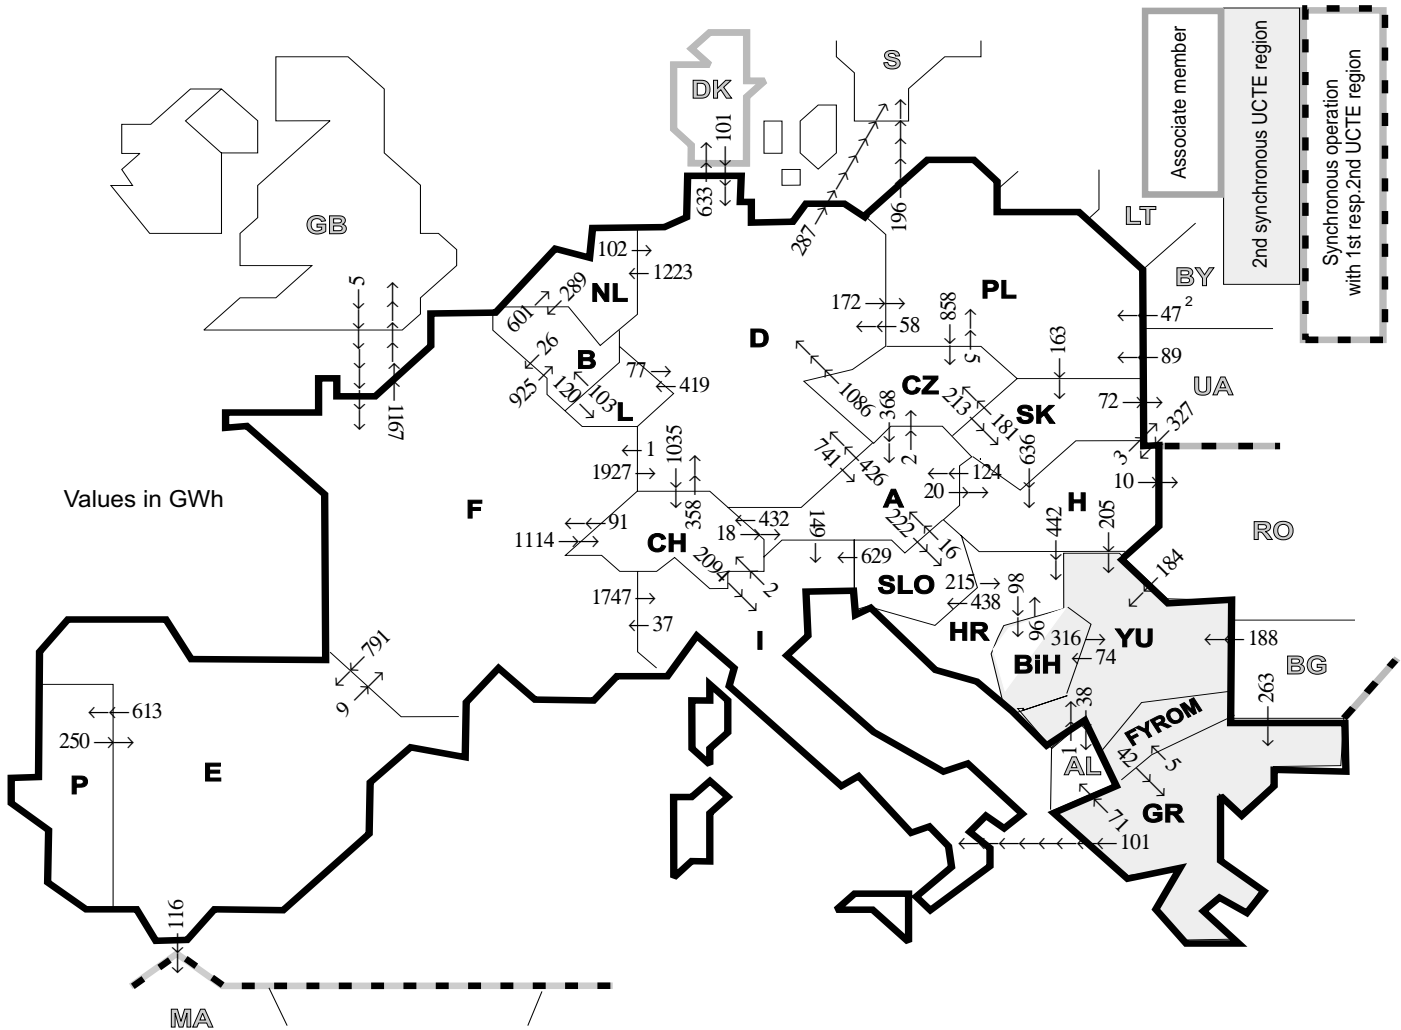 DK
S
101
633
GB
5
1167
LT
BY
UA
RO
BG
287
196
102
1223
289
601
NL
26
B
925
120
103
77
419
L
D
172
58
PL
858
5
163
47 2
89
72
327
3
10
CZ
1086
368
213
181
SK
636
741
426
2
124
20
A
H
1
1927
1035
358
F
91
1114
CH
432
18
149
629
222
16
442
205
2094
2
SLO
215
438
98
96
184
1747
37
I
HR
BiH
316
74
YU
188
263
38
1
AL
FYROM
42
5
71
GR
101
791
9
613
250
P
E
116
MA
Values in GWh
Associate member
2nd synchronous UCTE region
Synchronous operation
with 1st resp.2nd UCTE region